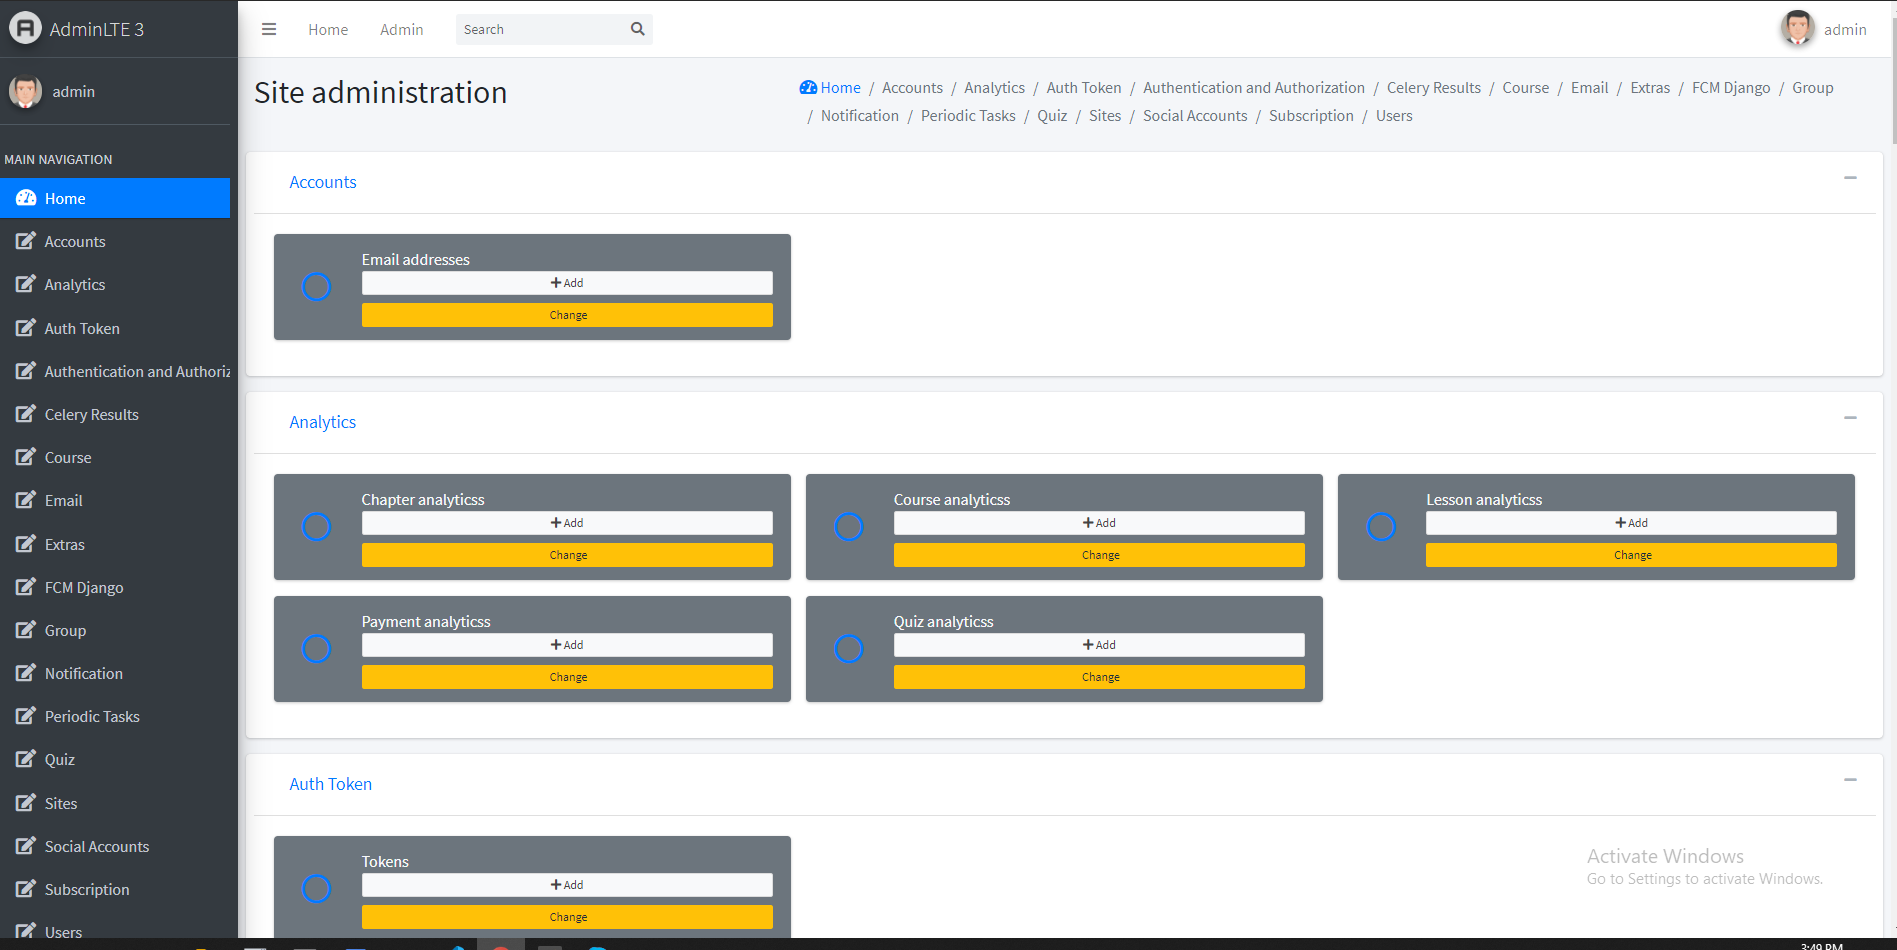 AdminLTE 3
Home
Admin
Search
admin
admin
MAIN NAVIGATION
Home
Accounts
Analytics
Auth Token
Authentication and Authoriz
Celery Results
Course
Email
Extras
FCM Django
Group
Notification
Periodic Tasks
Quiz
Sites
Social Accounts
Subscription
Users
Site administration
Home / Accounts / Analytics / Auth Token / Authentication and Authorization / Celery Results / Course / Email / Extras / FCM Django / Group
/ Notification / Periodic Tasks / Quiz / Sites / Social Accounts / Subscription / Users
Accounts
Email addresses
Add
Change
Analytics
Chapter analyticss
Add
Change
Course analyticss
Add
Change
Lesson analyticss
Add
Change
Payment analyticss
Add
Change
Quiz analyticss
Add
Change
Auth Token
Tokens
Add
Change
Activate Windows
Go to Settings to activate Windows.
3:49 PM